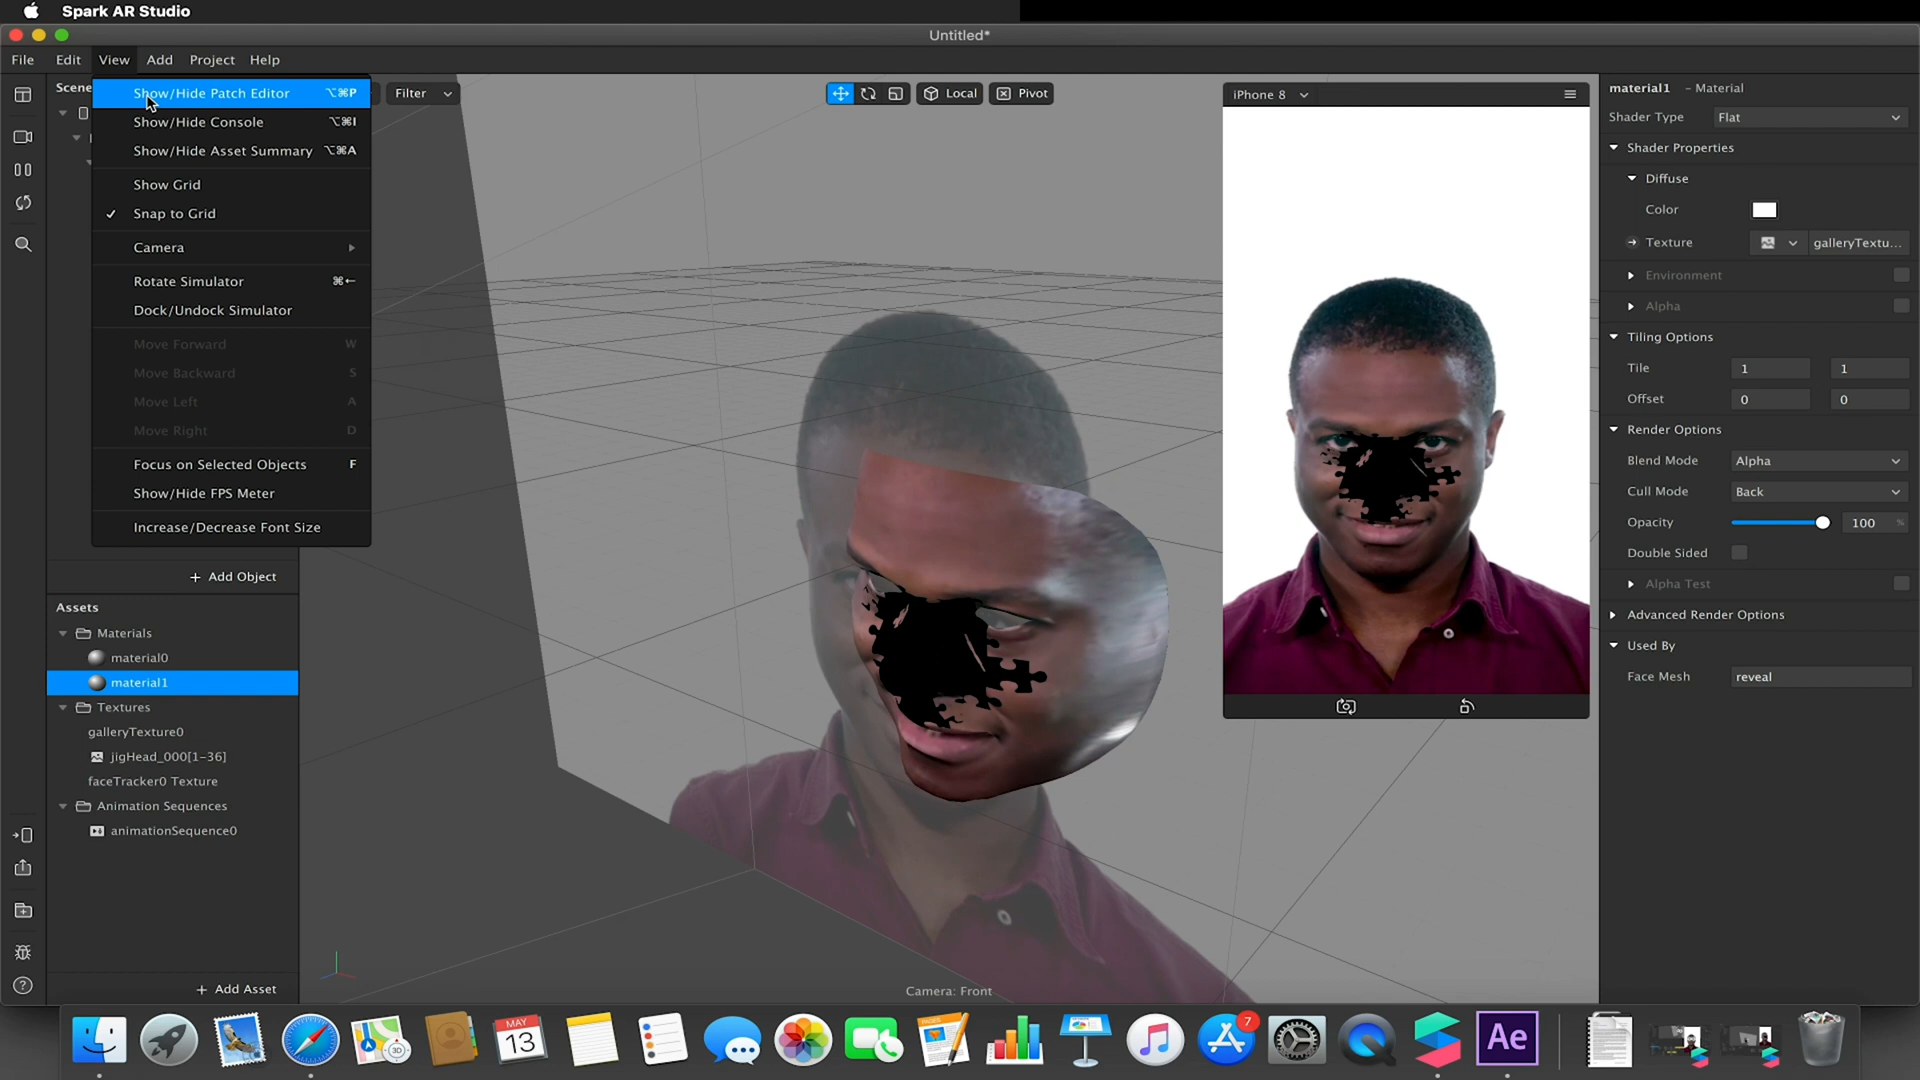 Spark AR Studio
Untitled*
File Edit View Add Project Help
Scene
Show/Hide Patch Editor ⌥⌘P
Show/Hide Console ⌥⌘I
Show/Hide Asset Summary ⌥⌘A
Show Grid
✓ Snap to Grid
Camera
Rotate Simulator ⌘←
Dock/Undock Simulator
Move Forward W
Move Backward S
Move Left A
Move Right D
Focus on Selected Objects F
Show/Hide FPS Meter
Increase/Decrease Font Size
+ Add Object
Assets
Materials
material0
material1
Textures
galleryTexture0
jigHead_000[1-36]
faceTracker0 Texture
Animation Sequences
animationSequence0
+ Add Asset
Filter
Local
Pivot
Camera: Front
iPhone 8
material1 - Material
Shader Type Flat
Shader Properties
Diffuse
Color
Texture galleryTextu...
Environment
Alpha
Tiling Options
Tile 1 1
Offset 0 0
Render Options
Blend Mode Alpha
Cull Mode Back
Opacity 100 %
Double Sided
Alpha Test
Advanced Render Options
Used By
Face Mesh reveal
3D
MAY
13
PAGES
7
Ae